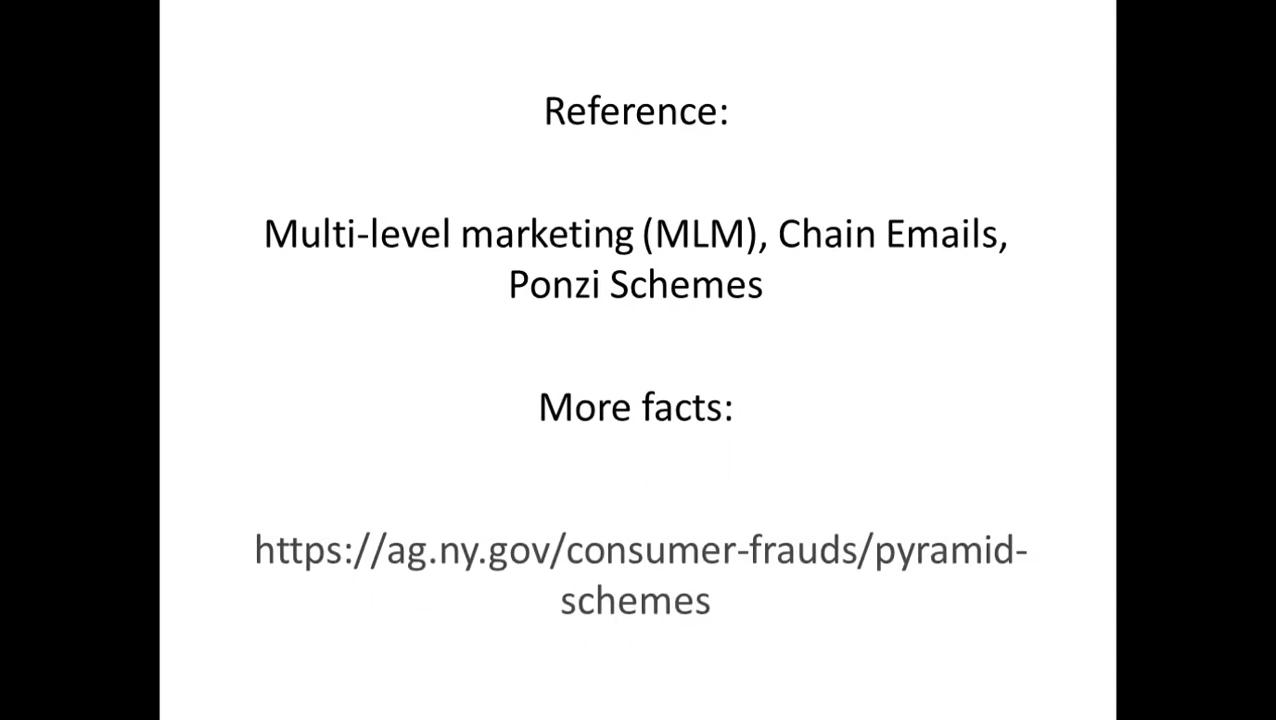 Reference:
Multi-level marketing (MLM), Chain Emails,
Ponzi Schemes
More facts:
https://ag.ny.gov/consumer-frauds/pyramid-
schemes